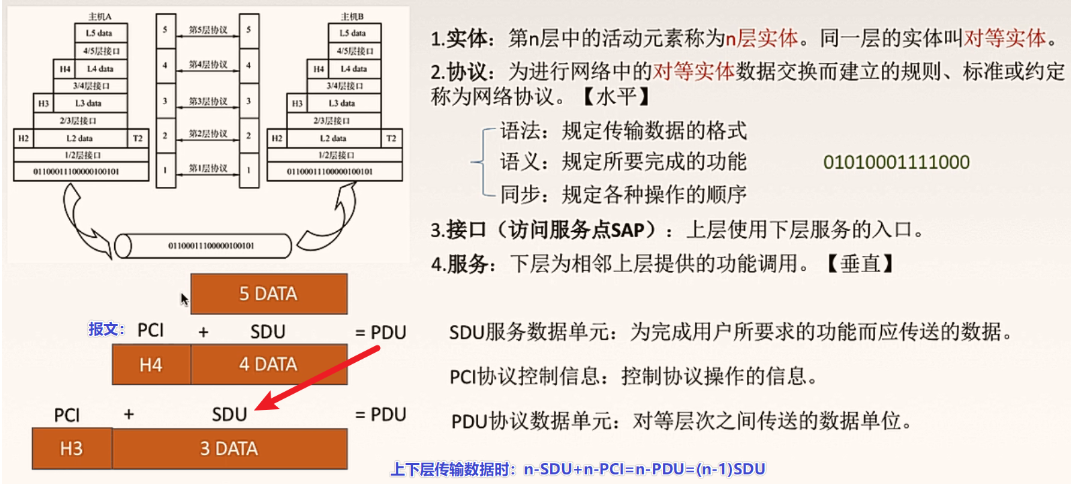 主机A
主机B
L5 data
5
第5层协议
5
L5 data
4/5层接口
4/5层接口
H4
L4 data
4
第4层协议
4
H4
L4 data
3/4层接口
3/4层接口
H3
L3 data
3
第3层协议
3
H3
L3 data
2/3层接口
2/3层接口
H2
L2 data
T2
2
第2层协议
2
H2
L2 data
T2
1/2层接口
1/2层接口
01100011100000100101
1
第1层协议
1
01100011100000100101
01100011100000100101
5 DATA
报文:
PCI + SDU = PDU
H4
4 DATA
PCI + SDU = PDU
H3
3 DATA
1.实体：第n层中的活动元素称为n层实体。同一层的实体叫对等实体。
2.协议：为进行网络中的对等实体数据交换而建立的规则、标准或约定
称为网络协议。【水平】
语法：规定传输数据的格式
语义：规定所要完成的功能
01010001111000
同步：规定各种操作的顺序
3.接口（访问服务点SAP）：上层使用下层服务的入口。
4.服务：下层为相邻上层提供的功能调用。【垂直】
SDU服务数据单元：为完成用户所要求的功能而应传送的数据。
PCI协议控制信息：控制协议操作的信息。
PDU协议数据单元：对等层次之间传送的数据单位。
上下层传输数据时：n-SDU+n-PCI=n-PDU=(n-1)SDU